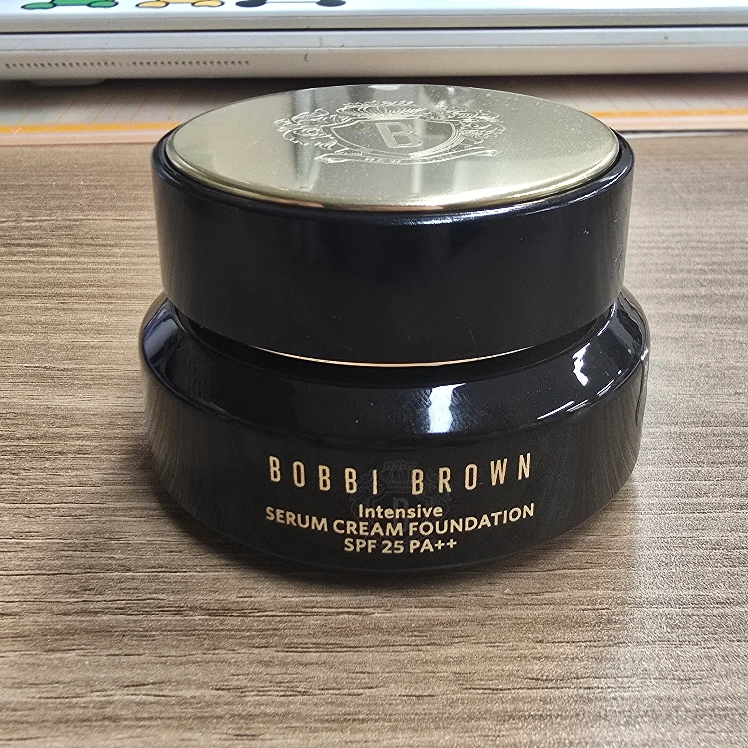 B
BOBBI BROWN
Intensive
SERUM CREAM FOUNDATION
SPF 25 PA++